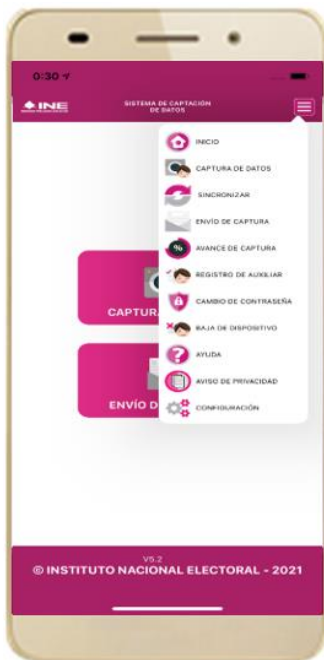 0:30
INE
SISTEMA DE CAPTACIÓN
DE DATOS
INICIO
CAPTURA DE DATOS
SINCRONIZAR
ENVÍO DE CAPTURA
%
AVANCE DE CAPTURA
REGISTRO DE AUXILIAR
CAMBIO DE CONTRASEÑA
BAJA DE DISPOSITIVO
?
AYUDA
AVISO DE PRIVACIDAD
CONFIGURACIÓN
CAPTUR
ENVÍO D
V5.2
© INSTITUTO NACIONAL ELECTORAL - 2021